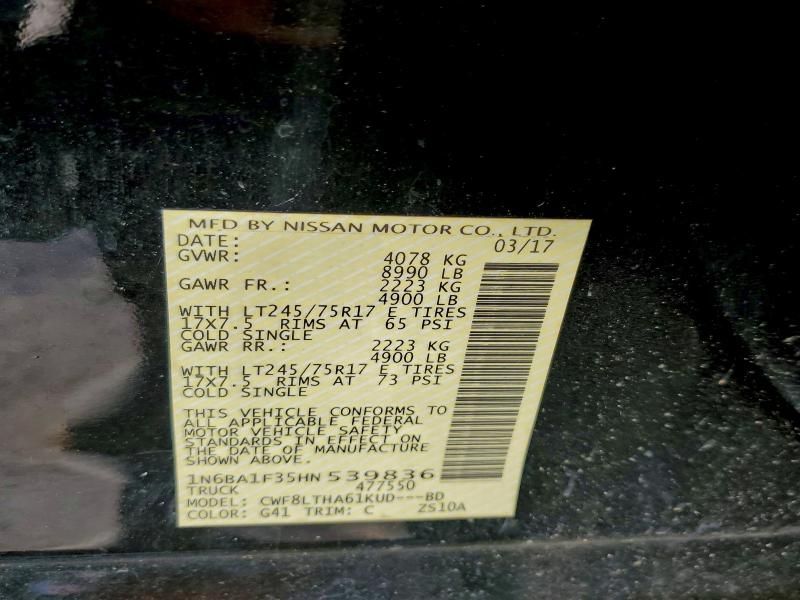 MFD BY NISSAN MOTOR CO., LTD.
DATE: 03/17
GVWR: 4078 KG
8990 LB
GAWR FR.: 2223 KG
4900 LB
WITH LT245/75R17 E TIRES
17X7.5 RIMS AT 65 PSI
COLD SINGLE
GAWR RR.: 2223 KG
4900 LB
WITH LT245/75R17 E TIRES
17X7.5 RIMS AT 73 PSI
COLD SINGLE
THIS VEHICLE CONFORMS TO
ALL APPLICABLE FEDERAL
MOTOR VEHICLE SAFETY
STANDARDS IN EFFECT ON
THE DATE OF MANUFACTURE
SHOWN ABOVE.
1N6BA1F35HN539836
TRUCK 477550
MODEL: CWF8LTHA61KUD---BD
COLOR: G41 TRIM: C ZS10A